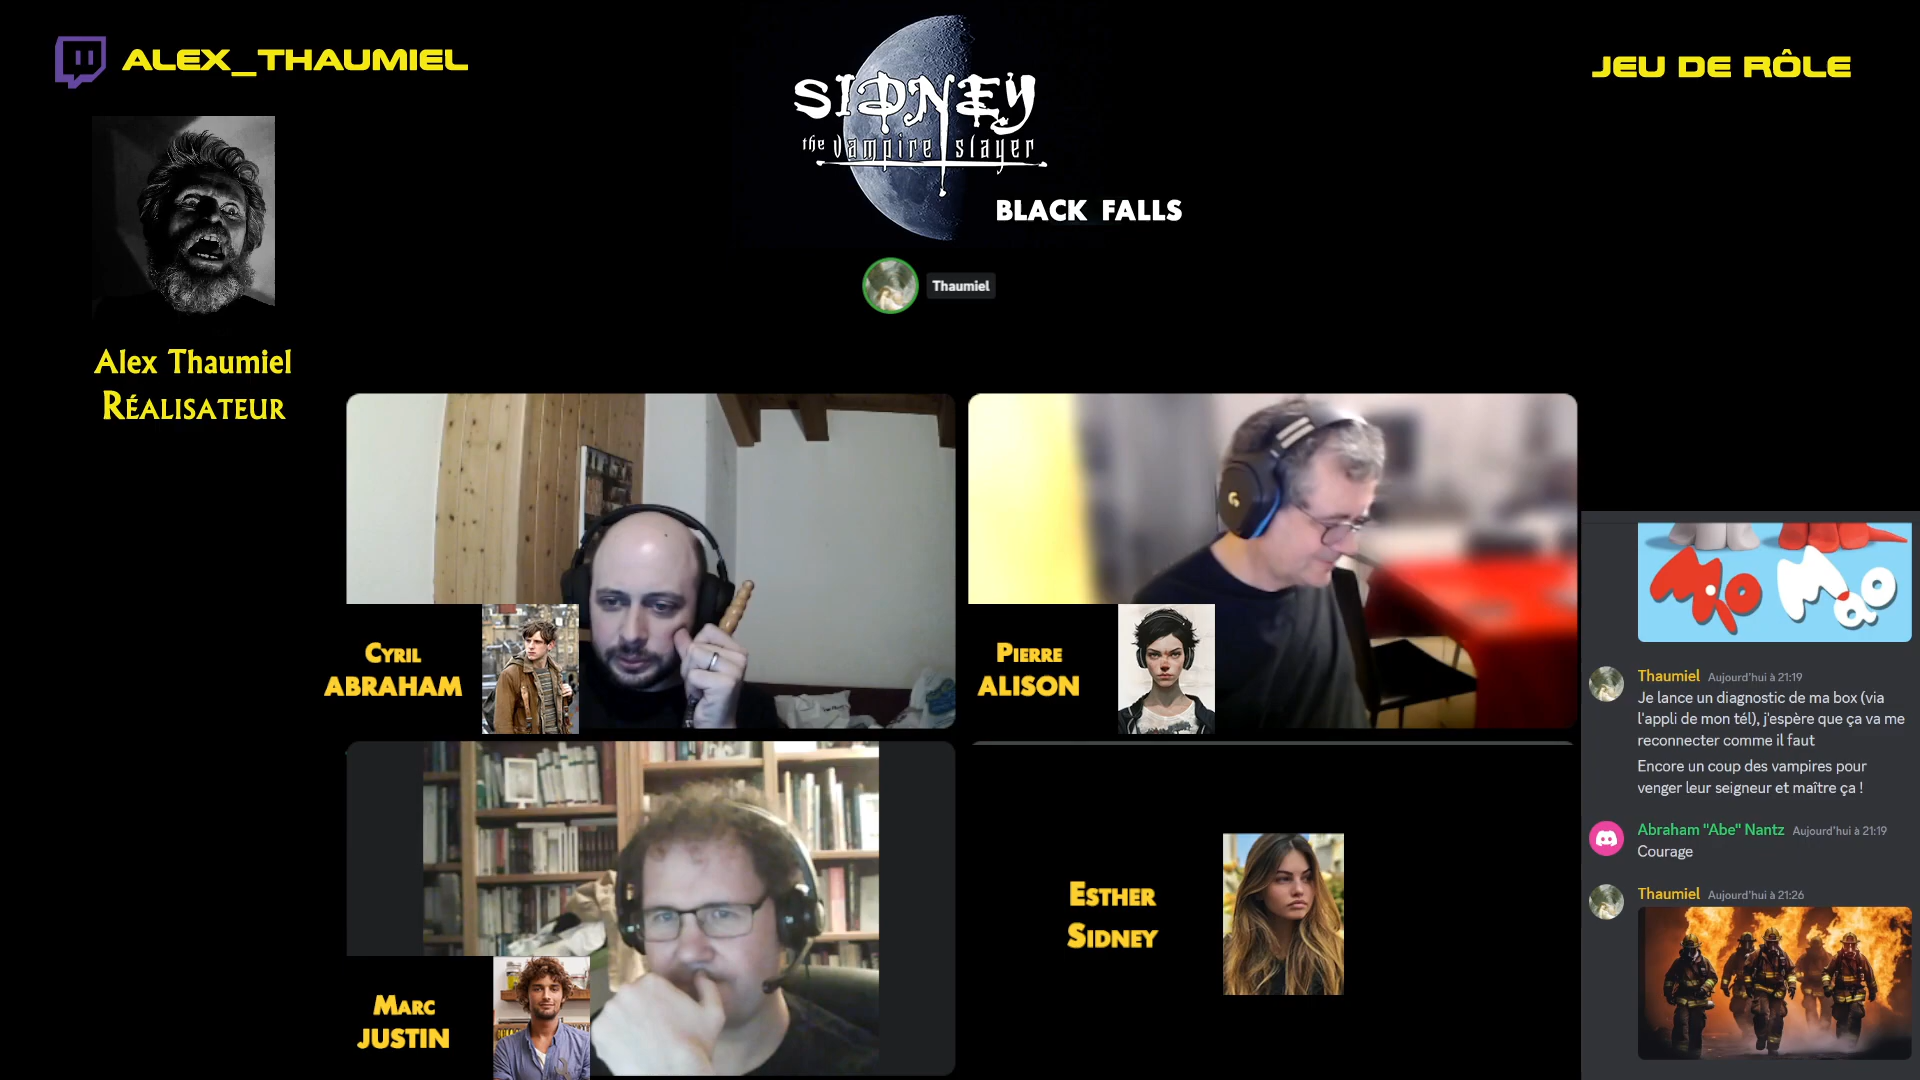 ALEX_THAUMIEL
JEU DE RÔLE
SIDNEY
the vampire slayer
BLACK FALLS
Thaumiel
Alex Thaumiel
RÉALISATEUR
CYRIL
ABRAHAM
PIERRE
ALISON
MARC
JUSTIN
ESTHER
SIDNEY
Mio Mao
Thaumiel Aujourd'hui à 21:19
Je lance un diagnostic de ma box (via
l'appli de mon tél), j'espère que ça va me
reconnecter comme il faut
Encore un coup des vampires pour
venger leur seigneur et maître ça !
Abraham "Abe" Nantz Aujourd'hui à 21:19
Courage
Thaumiel Aujourd'hui à 21:26